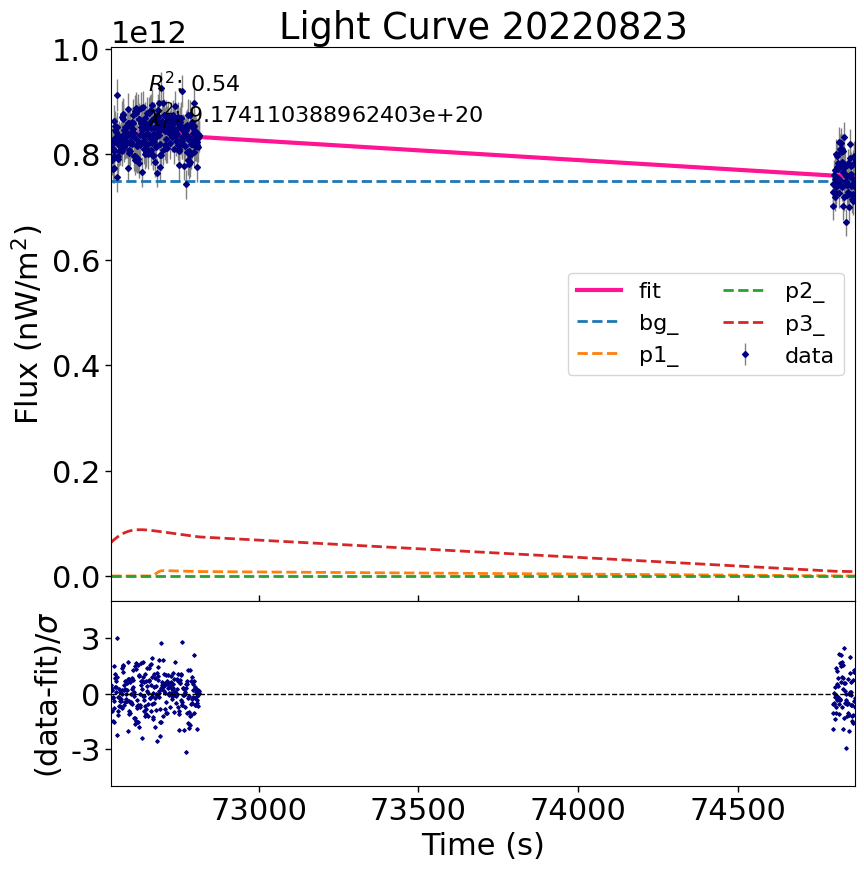 Light Curve 20220823
1e12
1.0
0.8
0.6
0.4
0.2
0.0
Flux (nW/m²)
R²: 0.54
: 9.174110388962403e+20
fit
bg_
p1_
p2_
p3_
data
3
0
-3
(data-fit)/σ
73000 73500 74000 74500
Time (s)